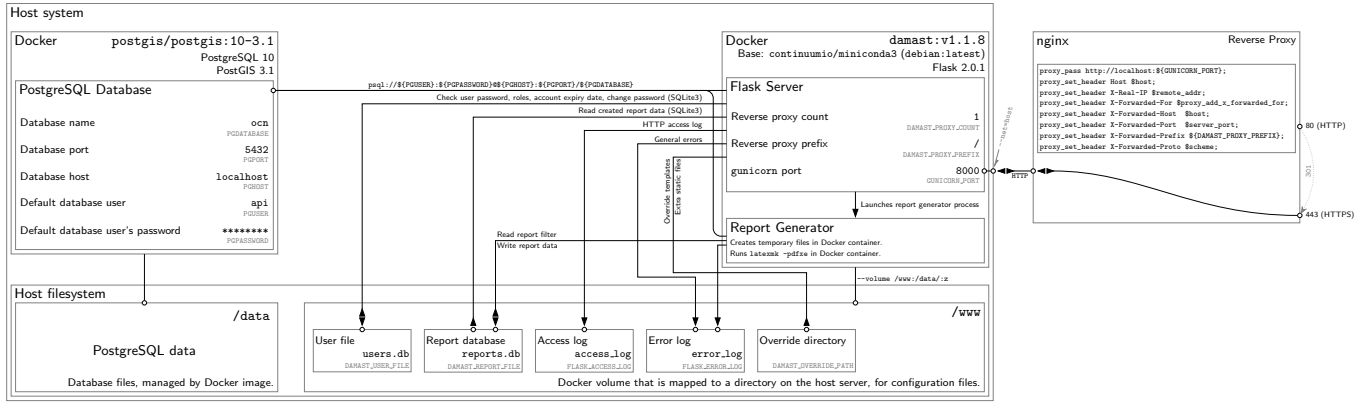 Host system
Docker postgis/postgis:10-3.1
PostgreSQL 10
PostGIS 3.1
PostgreSQL Database
Database name ocn
PGDATABASE
Database port 5432
PGPORT
Database host localhost
PGHOST
Default database user api
PGUSER
Default database user's password ********
PGPASSWORD
psql://${PGUSER}:${PGPASSWORD}@${PGHOST}:${PGPORT}/${PGDATABASE}
Check user password, roles, account expiry date, change password (SQLite3)
Read created report data (SQLite3)
HTTP access log
General errors
Override templates
Extra static files
Docker damast:v1.1.8
Base: continuumio/miniconda3 (debian:latest)
Flask 2.0.1
Flask Server
Reverse proxy count 1
DAMAST_PROXY_COUNT
Reverse proxy prefix /
DAMAST_PROXY_PREFIX
gunicorn port 8000
GUNICORN_PORT
Launches report generator process
Report Generator
Creates temporary files in Docker container.
Runs latexmk -pdfxe in Docker container.
Read report filter
Write report data
--volume /www:/data/:z
--net=host
HTTP
nginx Reverse Proxy
proxy_pass http://localhost:${GUNICORN_PORT};
proxy_set_header Host $host;
proxy_set_header X-Real-IP $remote_addr;
proxy_set_header X-Forwarded-For $proxy_add_x_forwarded_for;
proxy_set_header X-Forwarded-Host $host;
proxy_set_header X-Forwarded-Port $server_port;
proxy_set_header X-Forwarded-Prefix ${DAMAST_PROXY_PREFIX};
proxy_set_header X-Forwarded-Proto $scheme;
80 (HTTP)
301
443 (HTTPS)
Host filesystem
/data
PostgreSQL data
Database files, managed by Docker image.
/www
User file
users.db
DAMAST_USER_FILE
Report database
reports.db
DAMAST_REPORT_FILE
Access log
access_log
FLASK_ACCESS_LOG
Error log
error_log
FLASK_ERROR_LOG
Override directory
DAMAST_OVERRIDE_PATH
Docker volume that is mapped to a directory on the host server, for configuration files.